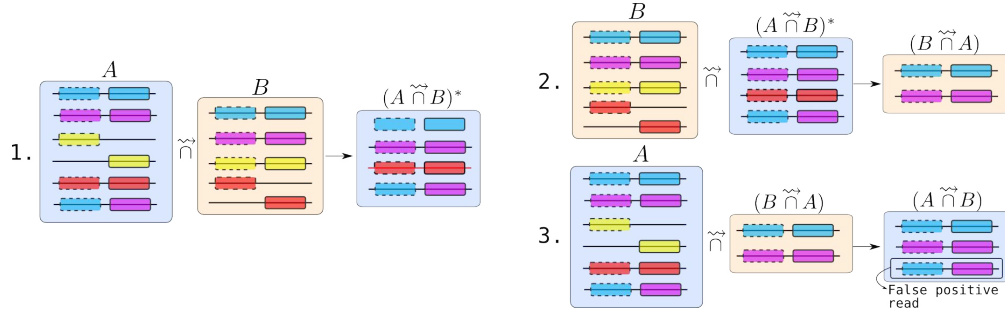 1.
A
⋂͊
B
(A ⋂͊ B)*
2.
B
⋂͊
(A ⋂͊ B)*
(B ⋂͊ A)
3.
A
⋂͊
(B ⋂͊ A)
(A ⋂͊ B)
False positive
read